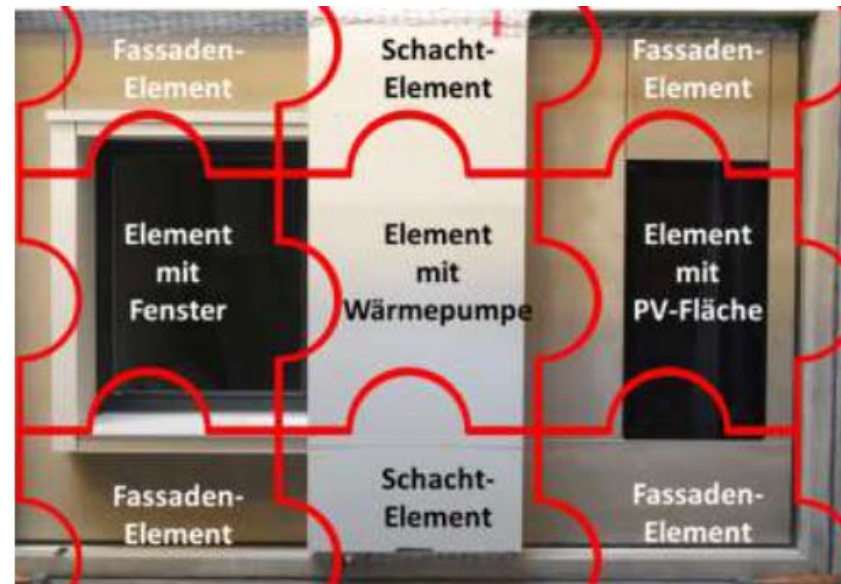 Fassaden-
Element
Schacht-
Element
Fassaden-
Element
Element
mit
Fenster
Element
mit
Wärmepumpe
Element
mit
PV-Fläche
Fassaden-
Element
Schacht-
Element
Fassaden-
Element